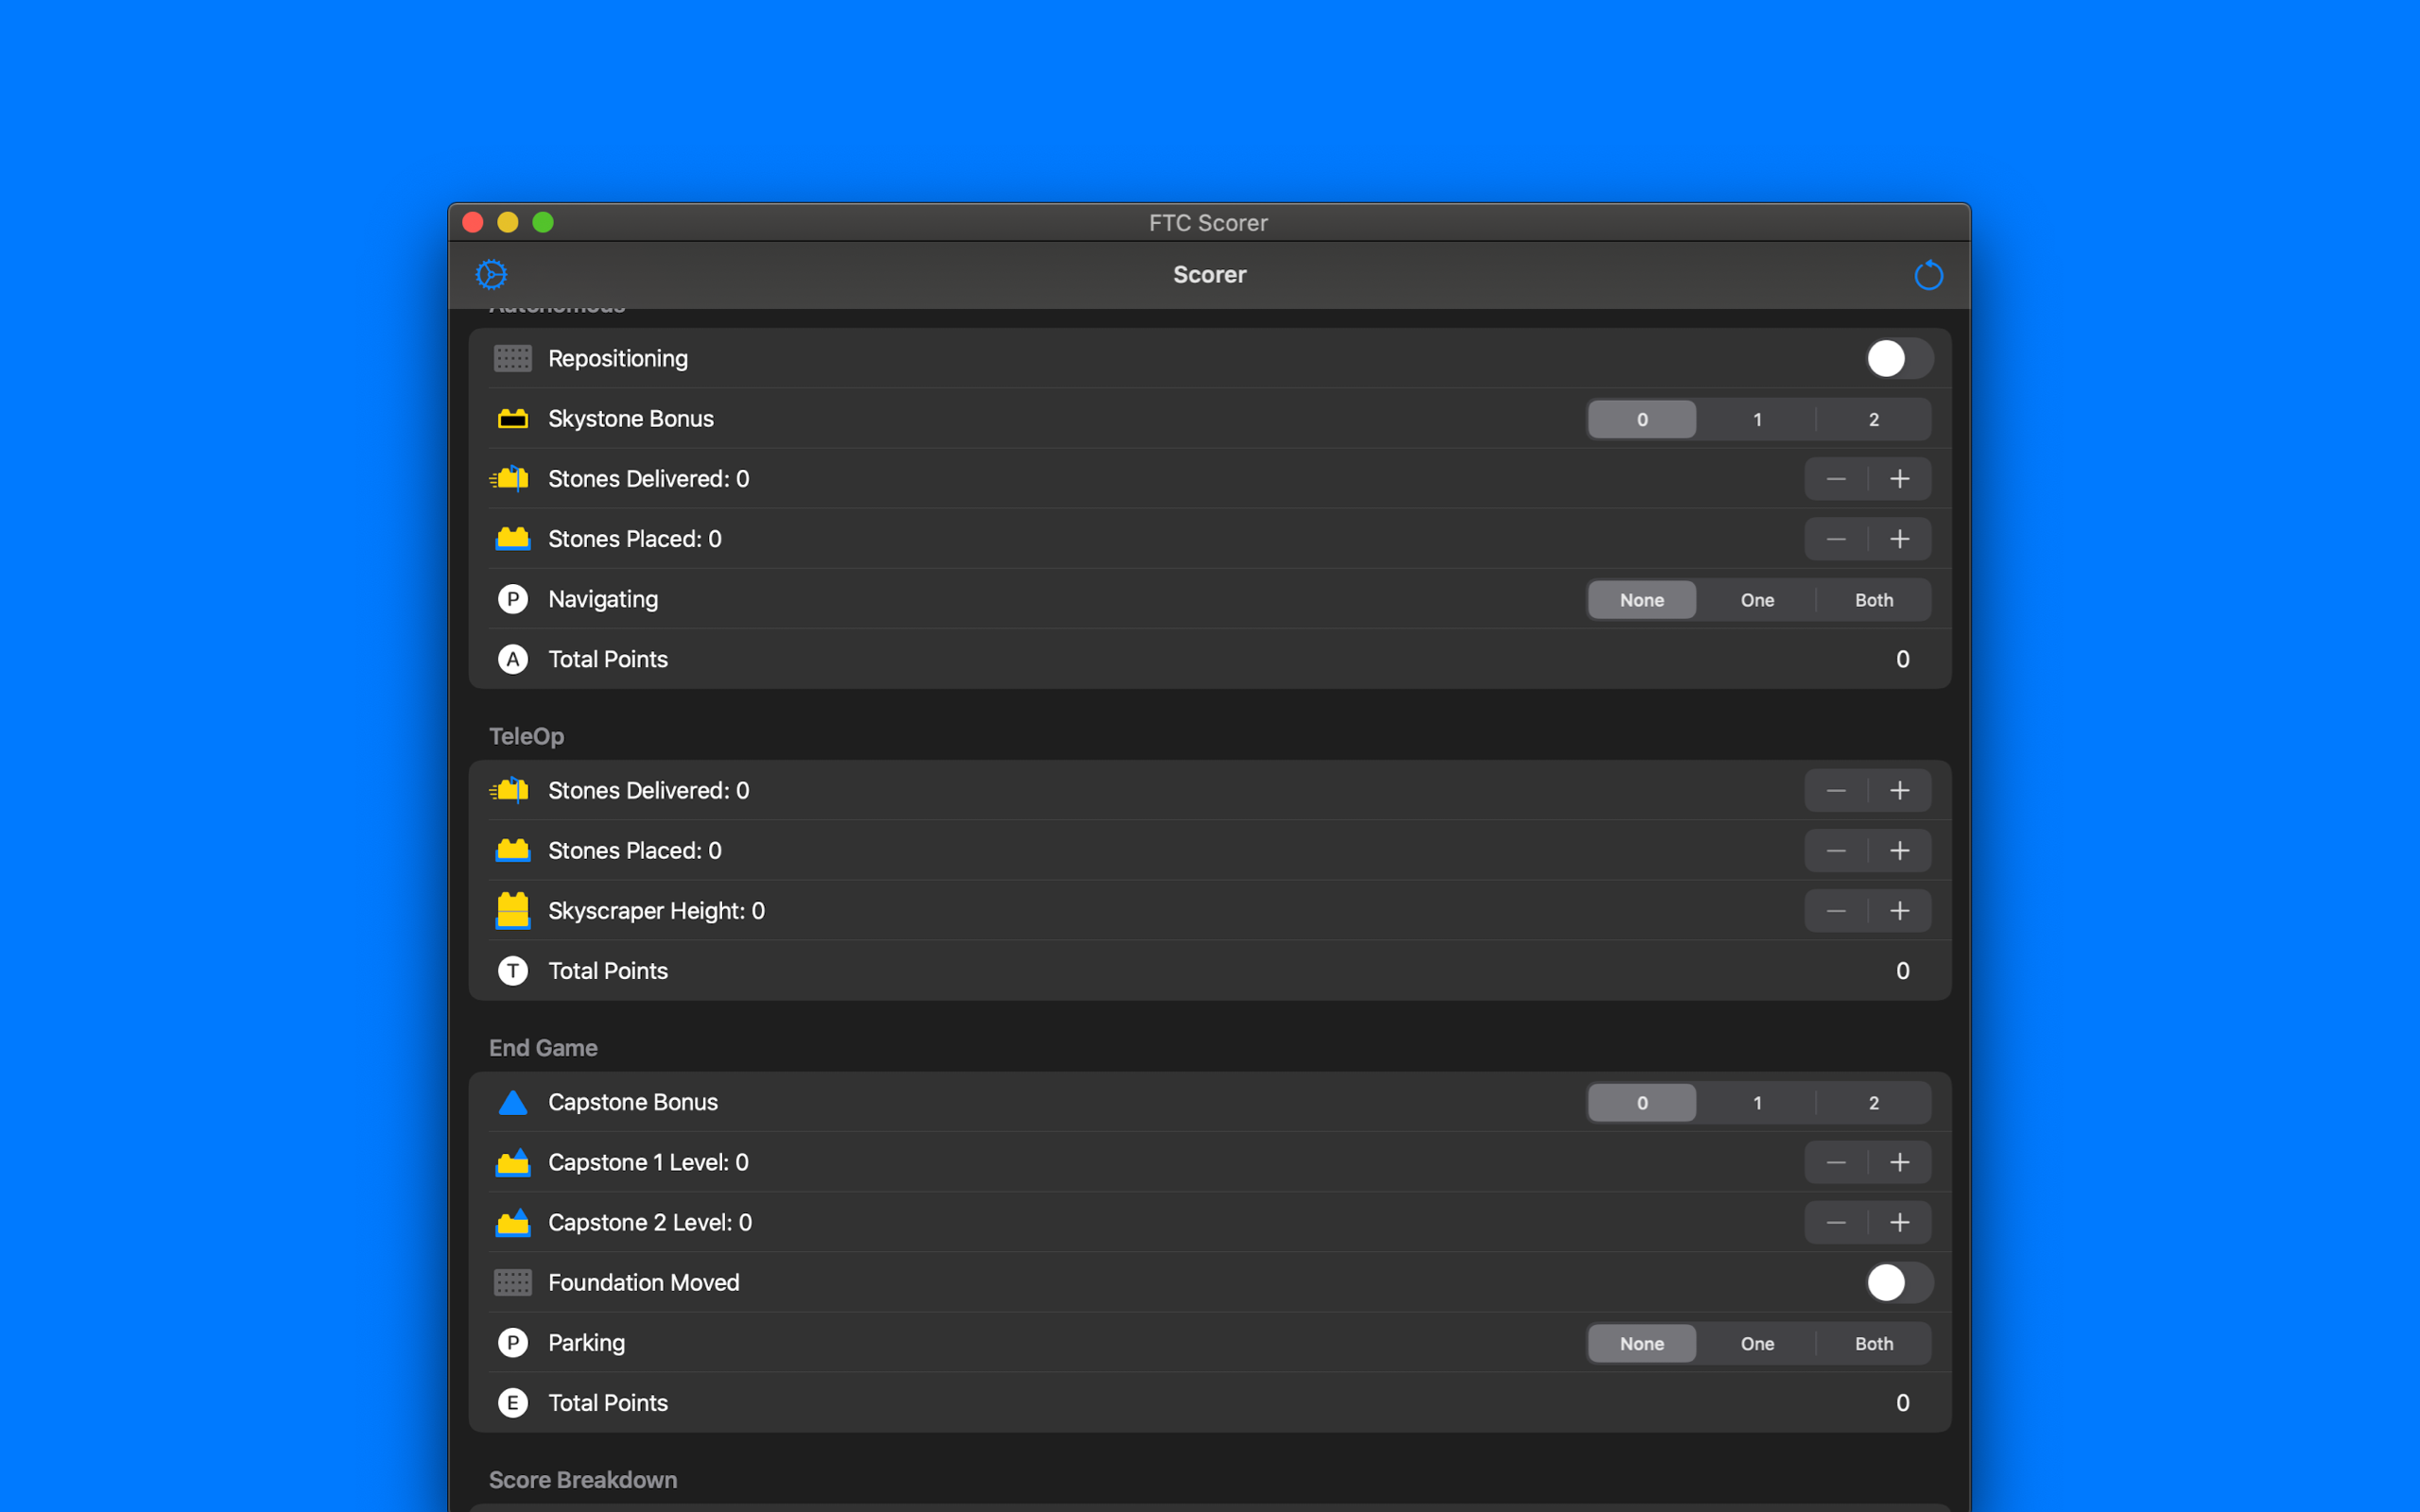 FTC Scorer
Scorer
Autonomous
Repositioning
Skystone Bonus 0 1 2
Stones Delivered: 0 — +
Stones Placed: 0 — +
P Navigating None One Both
A Total Points 0
TeleOp
Stones Delivered: 0 — +
Stones Placed: 0 — +
Skyscraper Height: 0 — +
T Total Points 0
End Game
Capstone Bonus 0 1 2
Capstone 1 Level: 0 — +
Capstone 2 Level: 0 — +
Foundation Moved
P Parking None One Both
E Total Points 0
Score Breakdown